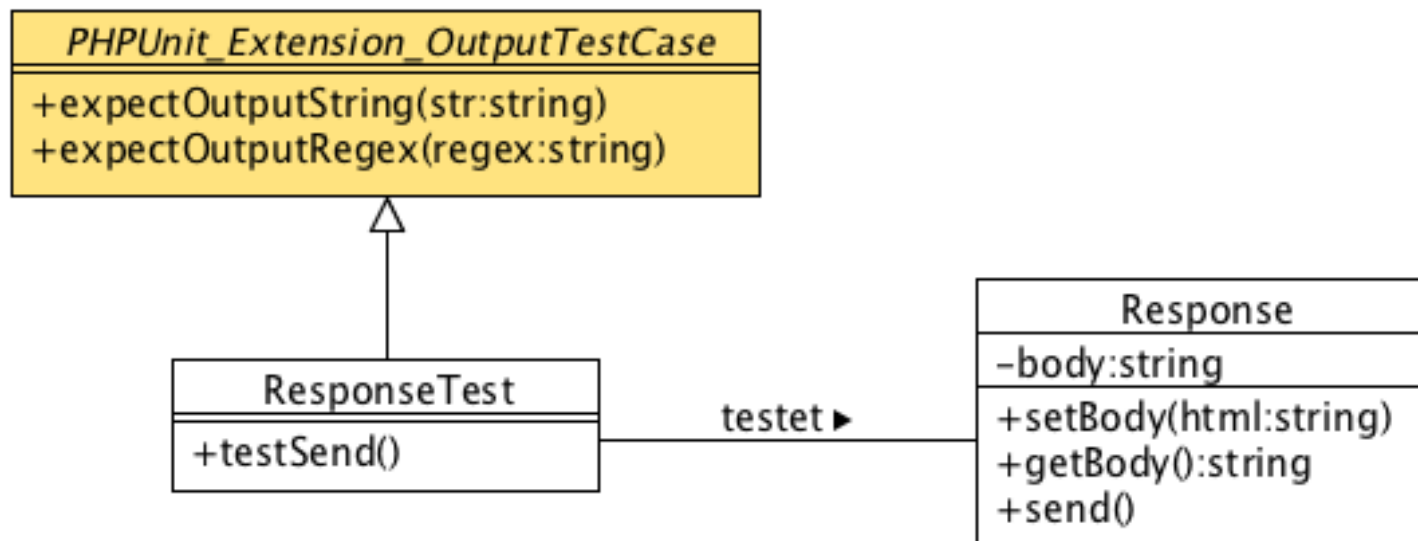 PHPUnit_Extension_OutputTestCase
+expectOutputString(str:string)
+expectOutputRegex(regex:string)
ResponseTest
+testSend()
testet ▶
Response
-body:string
+setBody(html:string)
+getBody():string
+send()